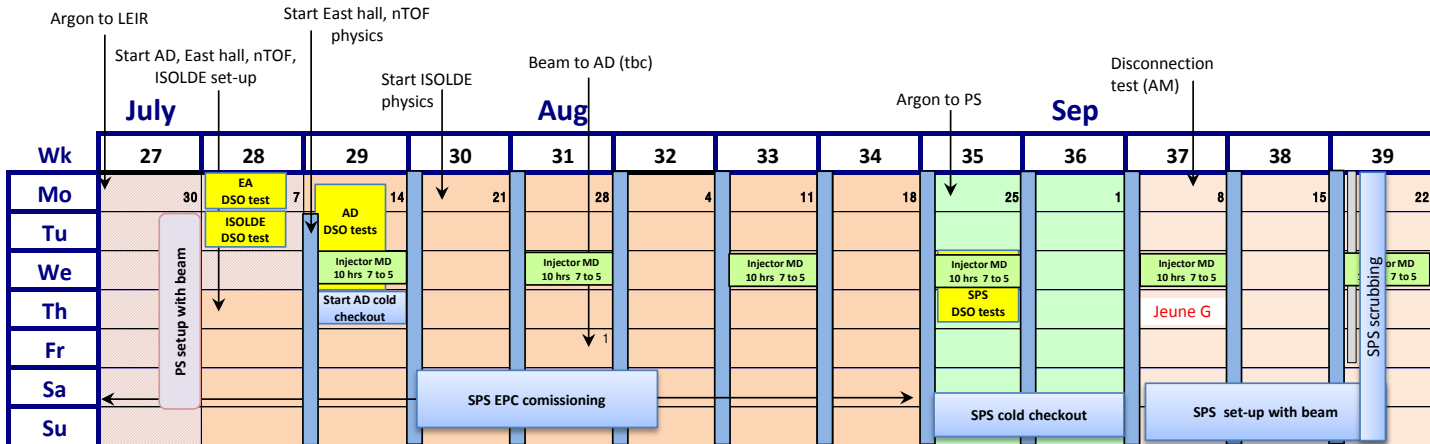 Argon to LEIR
Start East hall, nTOF
physics
Start AD, East hall, nTOF,
ISOLDE set-up
Start ISOLDE
physics
Beam to AD (tbc)
Argon to PS
Disconnection
test (AM)
July
Aug
Sep
Wk 27 28 29 30 31 32 33 34 35 36 37 38 39
Mo 30 7 14 21 28 4 11 18 25 1 8 15 22
EA
DSO test
ISOLDE
DSO test
AD
DSO tests
Tu
We
Injector MD
10 hrs 7 to 5
Injector MD
10 hrs 7 to 5
Injector MD
10 hrs 7 to 5
Injector MD
10 hrs 7 to 5
Injector MD
10 hrs 7 to 5
ctor MD
7 to 5
Th
Start AD cold
checkout
SPS
DSO tests
Jeune G
Fr
1
Sa
Su
PS setup with beam
SPS EPC comissioning
SPS cold checkout
SPS set-up with beam
SPS scrubbing